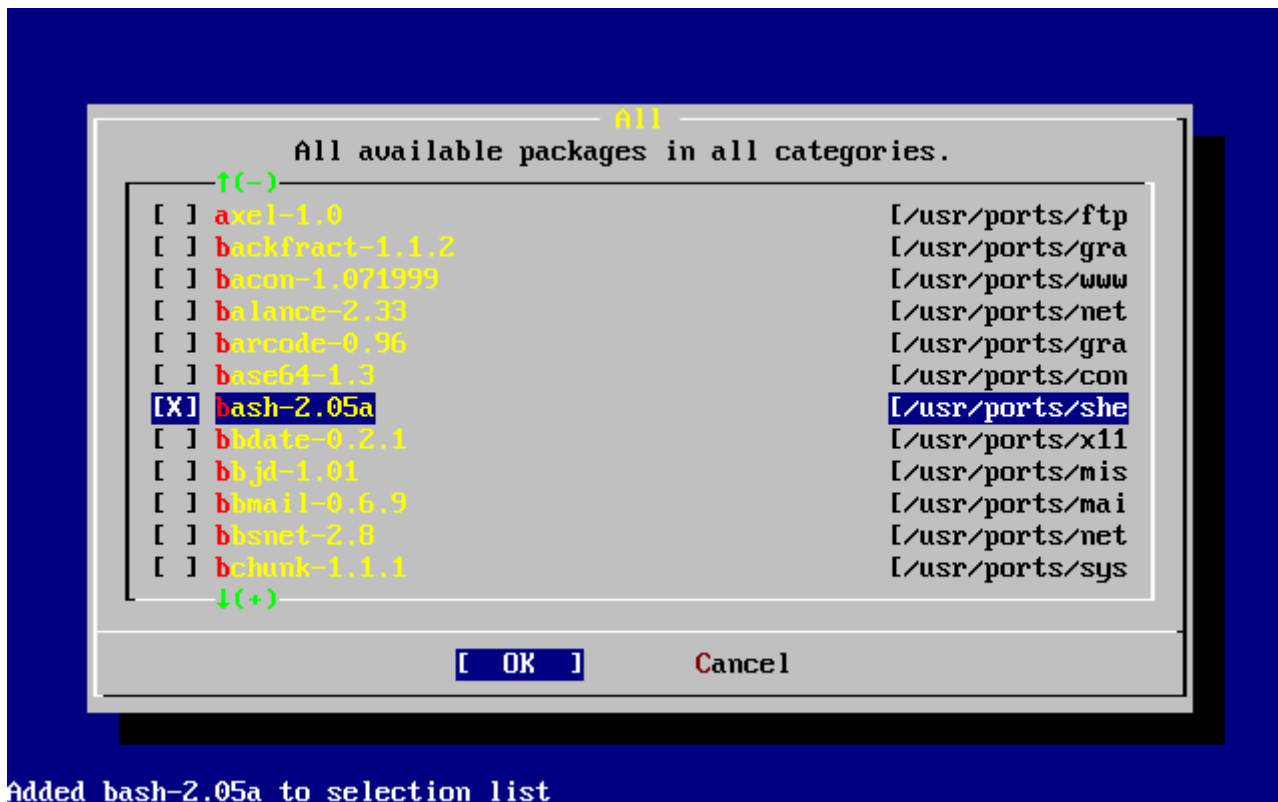 All
All available packages in all categories.
↑(-)
[ ] axel-1.0 [/usr/ports/ftp
[ ] backfract-1.1.2 [/usr/ports/gra
[ ] bacon-1.071999 [/usr/ports/www
[ ] balance-2.33 [/usr/ports/net
[ ] barcode-0.96 [/usr/ports/gra
[ ] base64-1.3 [/usr/ports/con
[X] bash-2.05a [/usr/ports/she
[ ] bbdate-0.2.1 [/usr/ports/x11
[ ] bbjd-1.01 [/usr/ports/mis
[ ] bbmail-0.6.9 [/usr/ports/mai
[ ] bbsnet-2.8 [/usr/ports/net
[ ] bchunk-1.1.1 [/usr/ports/sys
↓(+)
[ OK ] Cancel
Added bash-2.05a to selection list